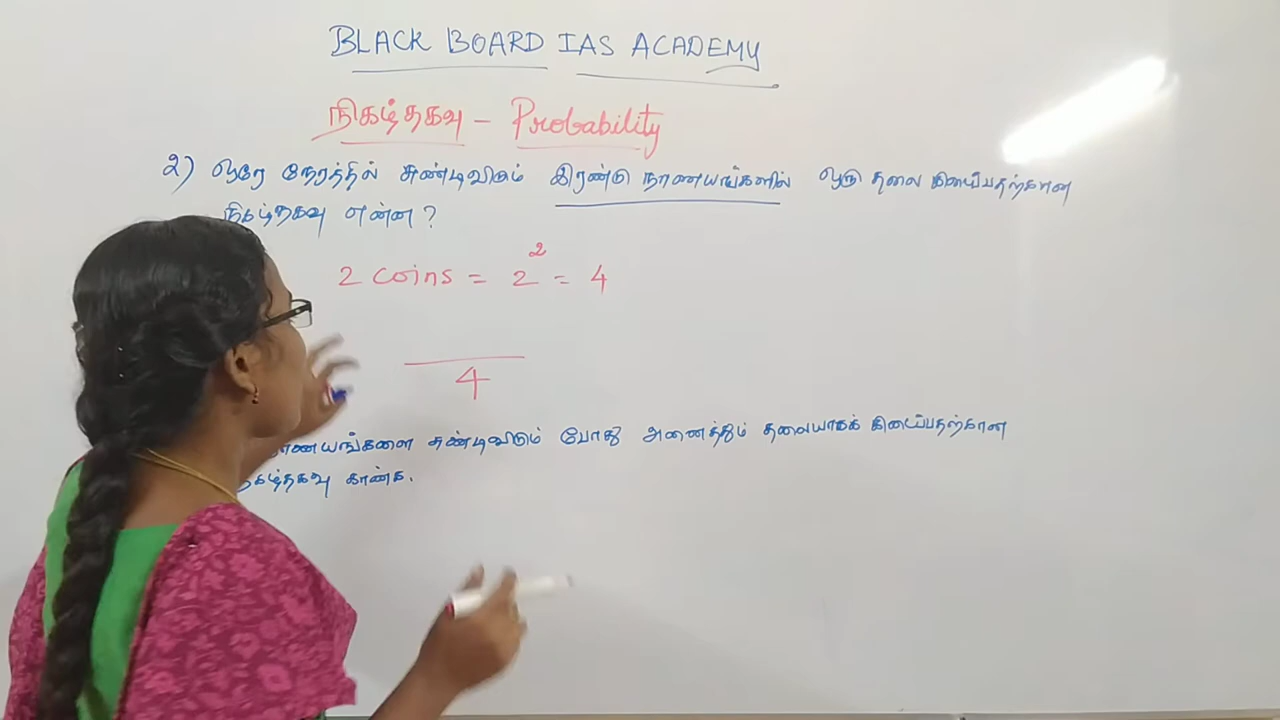 BLACK BOARD IAS ACADEMY
நிகழ்தகவு - Probability
2) ஒரே நேரத்தில் சுண்டிவிடும் இரண்டு நாணயங்களில் ஒரு தலை கிடைப்பதற்கான
நிகழ்தகவு என்ன?
2 coins = 2² = 4
4
நாணயங்களை சுண்டிவிடும் போது அனைத்தும் தலையாகக் கிடைப்பதற்கான
நிகழ்தகவு காண்க.